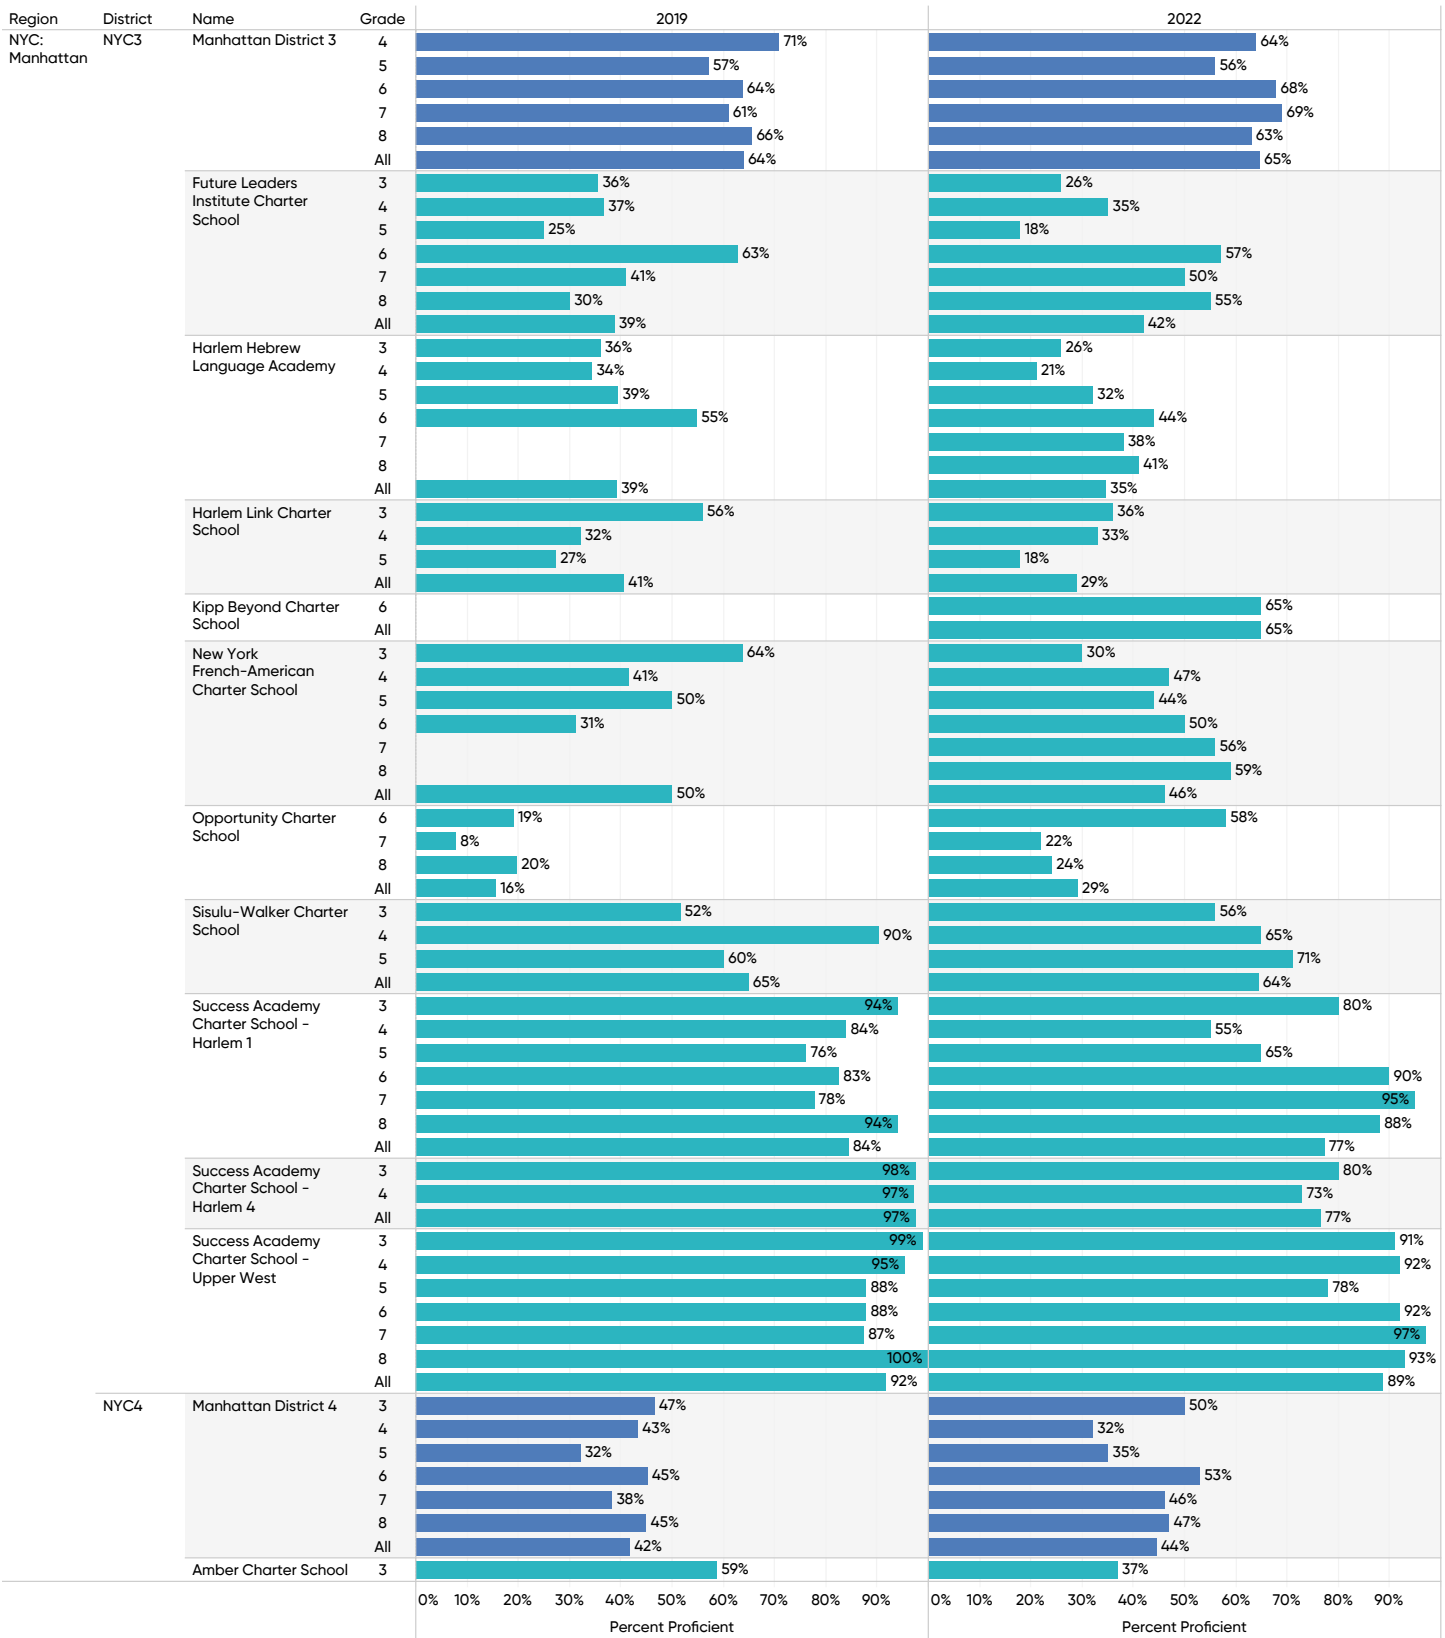 Region District Name Grade 2019 2022
NYC: NYC3 Manhattan District 3 4 71% 64%
Manhattan
5 57% 56%
6 64% 68%
7 61% 69%
8 66% 63%
All 64% 65%
Future Leaders 3 36% 26%
Institute Charter 4 37% 35%
School 5 25% 18%
6 63% 57%
7 41% 50%
8 30% 55%
All 39% 42%
Harlem Hebrew 3 36% 26%
Language Academy 4 34% 21%
5 39% 32%
6 55% 44%
7 38%
8 41%
All 39% 35%
Harlem Link Charter 3 56% 36%
School 4 32% 33%
5 27% 18%
All 41% 29%
Kipp Beyond Charter 6 65%
School All 65%
New York 3 64% 30%
French-American 4 41% 47%
Charter School 5 50% 44%
6 31% 50%
7 56%
8 59%
All 50% 46%
Opportunity Charter 6 19% 58%
School 7 8% 22%
8 20% 24%
All 16% 29%
Sisulu-Walker Charter 3 52% 56%
School 4 90% 65%
5 60% 71%
All 65% 64%
Success Academy 3 94% 80%
Charter School - 4 84% 55%
Harlem 1 5 76% 65%
6 83% 90%
7 78% 95%
8 94% 88%
All 84% 77%
Success Academy 3 98% 80%
Charter School - 4 97% 73%
Harlem 4 All 97% 77%
Success Academy 3 99% 91%
Charter School - 4 95% 92%
Upper West 5 88% 78%
6 88% 92%
7 87% 97%
8 100% 93%
All 92% 89%
NYC4 Manhattan District 4 3 47% 50%
4 43% 32%
5 32% 35%
6 45% 53%
7 38% 46%
8 45% 47%
All 42% 44%
Amber Charter School 3 59% 37%
0% 10% 20% 30% 40% 50% 60% 70% 80% 90% 0% 10% 20% 30% 40% 50% 60% 70% 80% 90%
Percent Proficient Percent Proficient